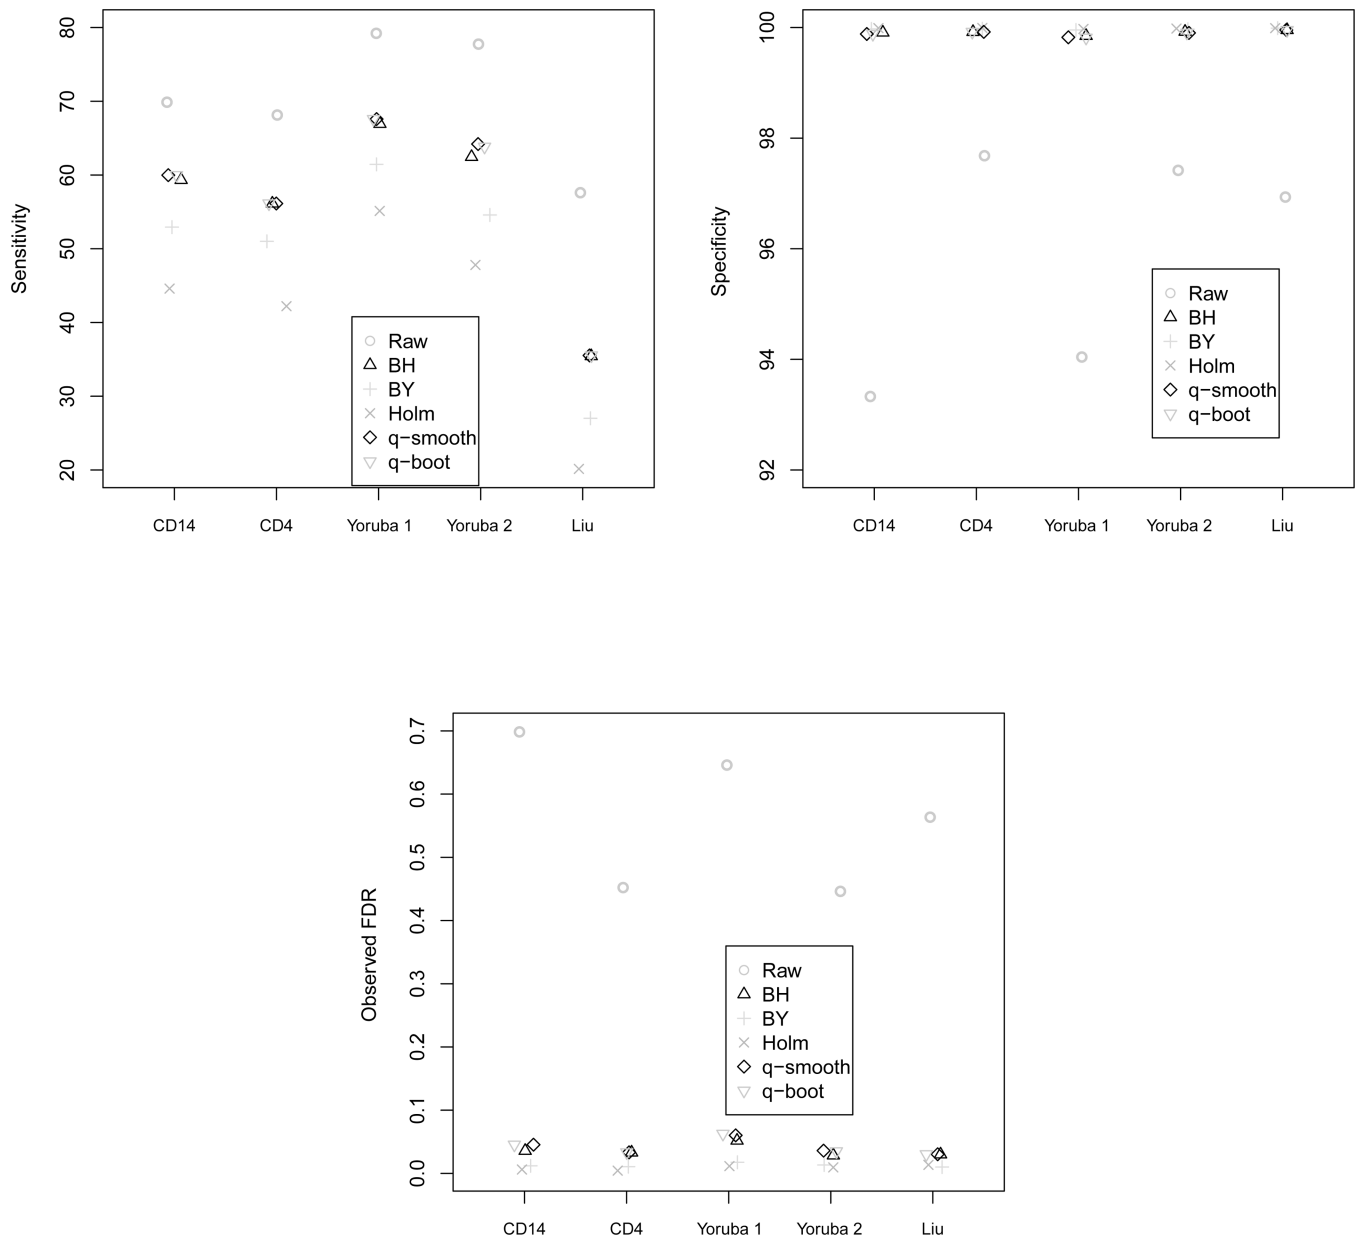 Sensitivity
80
70
60
50
40
30
20
CD14 CD4 Yoruba 1 Yoruba 2 Liu
Raw
BH
BY
Holm
q−smooth
q−boot
Specificity
100
98
96
94
92
CD14 CD4 Yoruba 1 Yoruba 2 Liu
Raw
BH
BY
Holm
q−smooth
q−boot
Observed FDR
0.7
0.6
0.5
0.4
0.3
0.2
0.1
0.0
CD14 CD4 Yoruba 1 Yoruba 2 Liu
Raw
BH
BY
Holm
q−smooth
q−boot